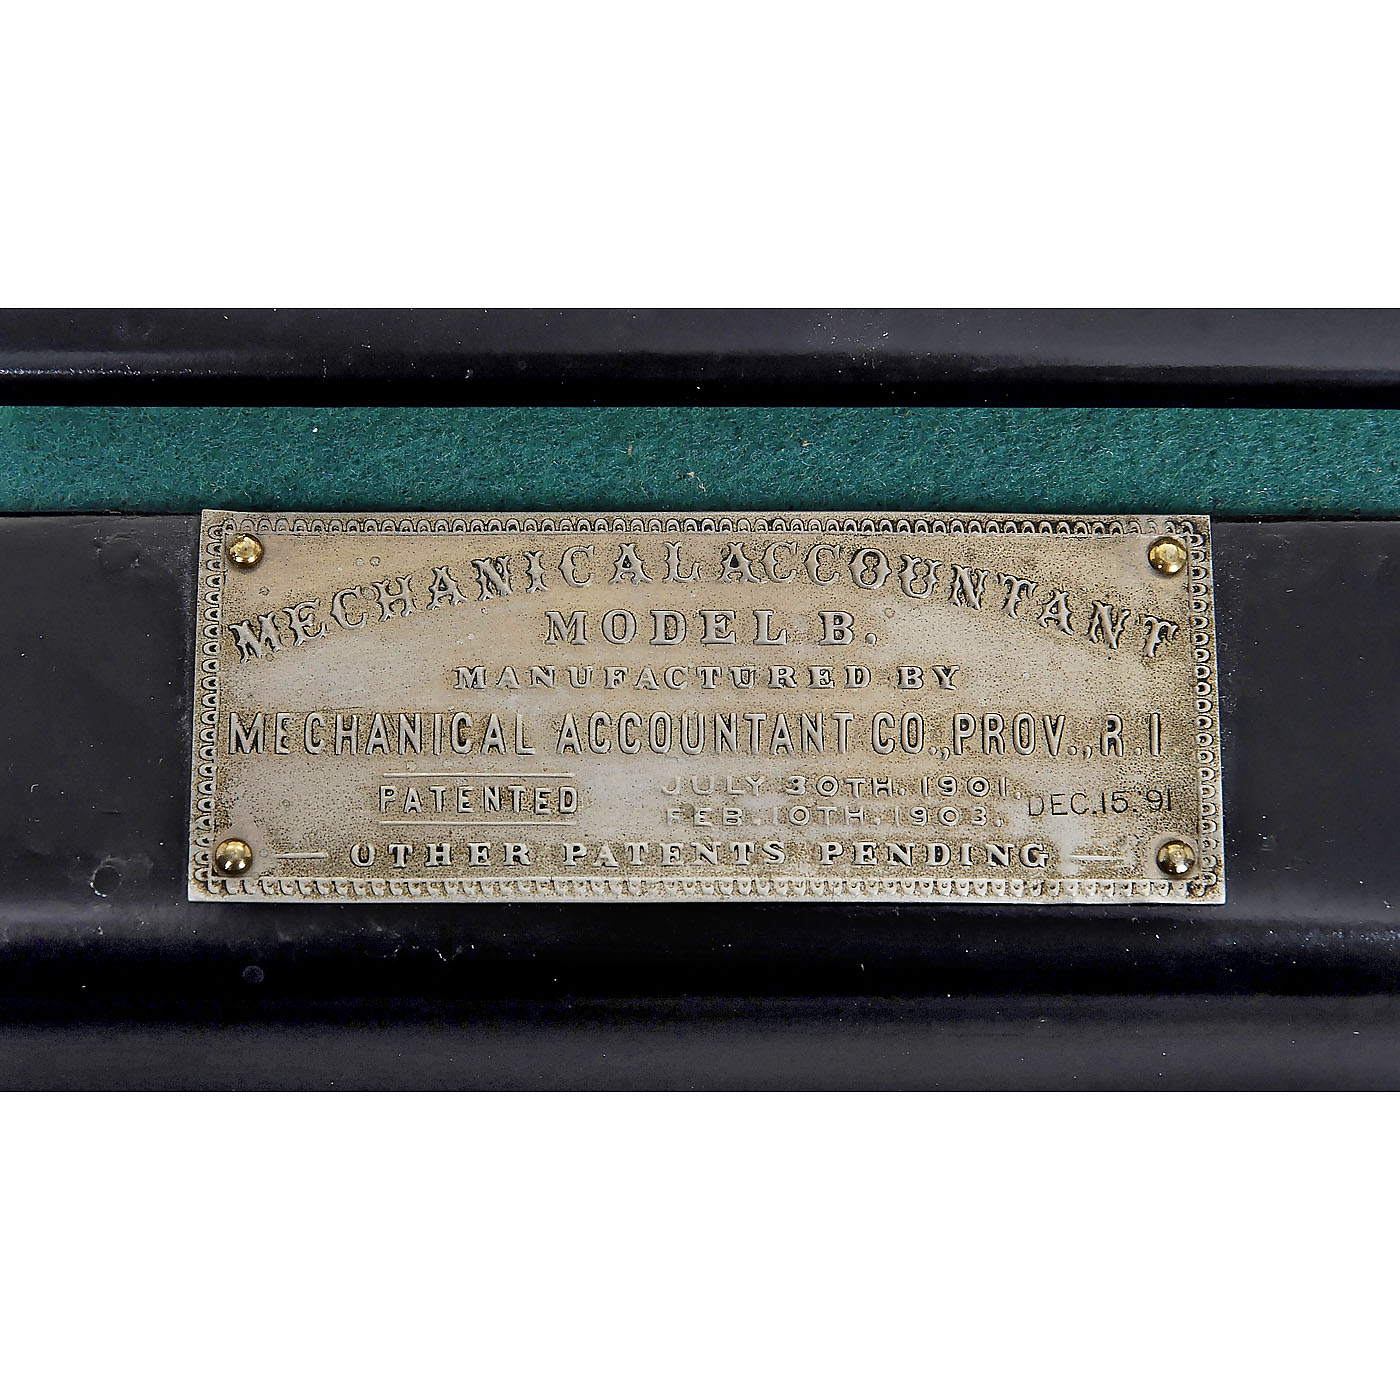 MECHANICAL ACCOUNTANT
MODEL B.
MANUFACTURED BY
MECHANICAL ACCOUNTANT CO., PROV., R.I
PATENTED
JULY 30TH. 1901.
FEB. 10TH. 1903.
DEC. 15 '91
OTHER PATENTS PENDING